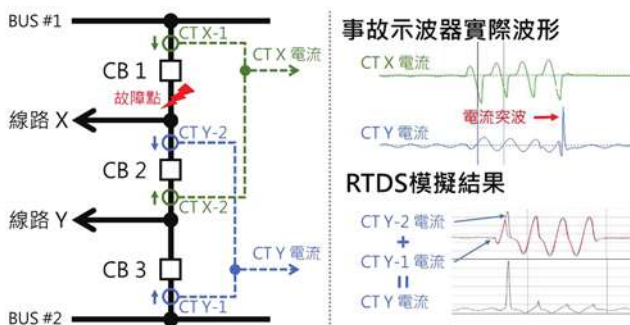 BUS #1
CT X-1
CT X 電流
CB 1
故障點
線路 X
CT Y-2
CB 2
CT X-2
線路 Y
CT Y 電流
CB 3
CT Y-1
BUS #2
事故示波器實際波形
CT X 電流
電流突波
CT Y 電流
RTDS模擬結果
CT Y-2 電流
+
CT Y-1 電流
=
CT Y 電流